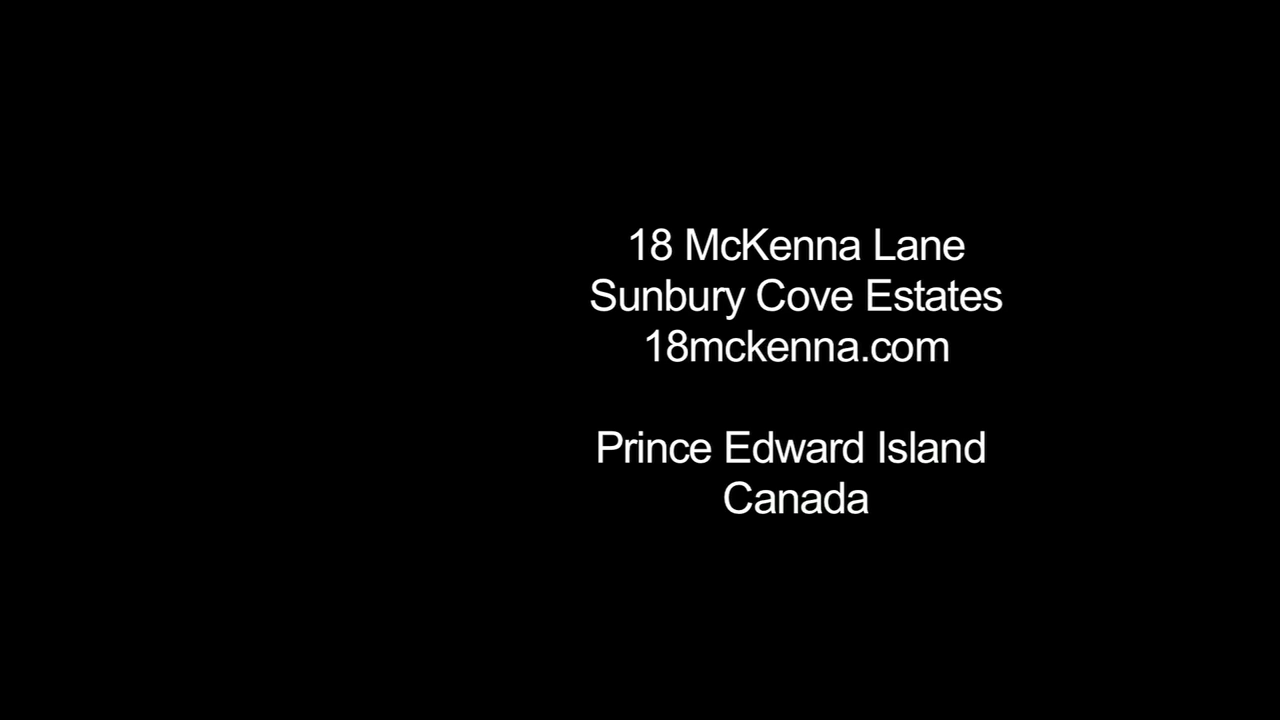 18 McKenna Lane
Sunbury Cove Estates
18mckenna.com
Prince Edward Island
Canada